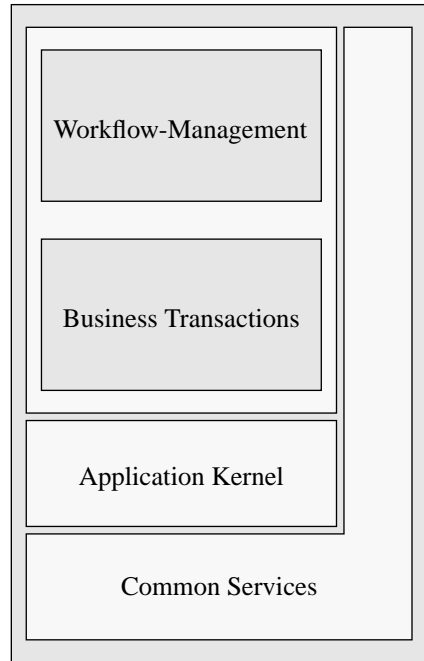 Workflow-Management
Business Transactions
Application Kernel
Common Services